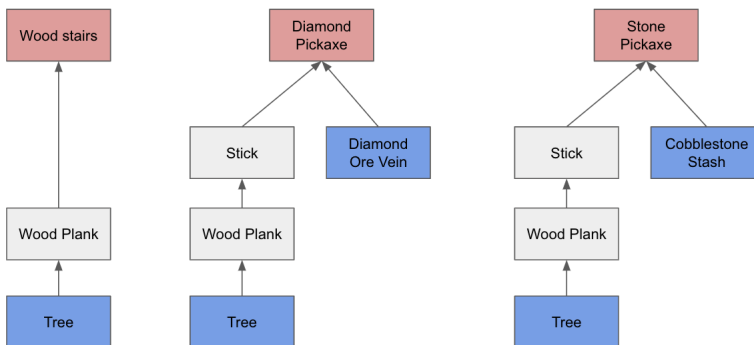 Wood stairs
Diamond
Pickaxe
Stone
Pickaxe
Stick
Diamond
Ore Vein
Stick
Cobblestone
Stash
Wood Plank
Wood Plank
Wood Plank
Tree
Tree
Tree